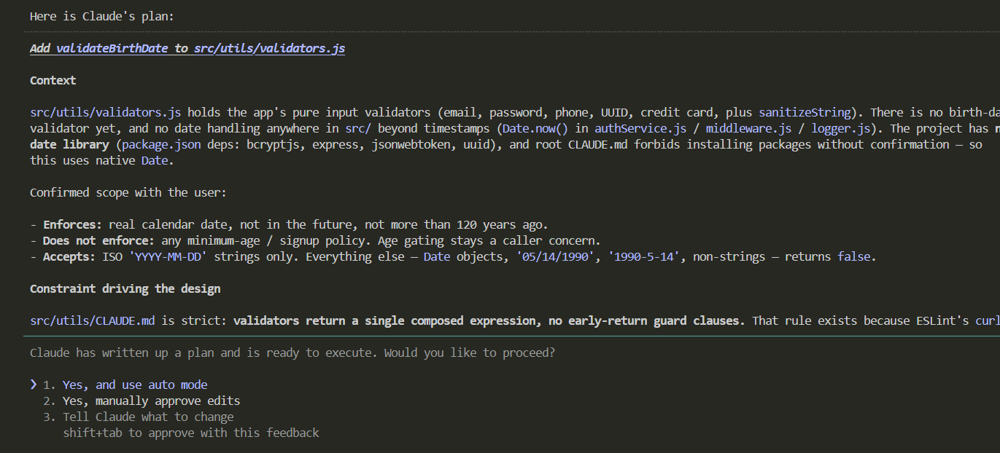 Here is Claude's plan:
Add validateBirthDate to src/utils/validators.js
Context
src/utils/validators.js holds the app's pure input validators (email, password, phone, UUID, credit card, plus sanitizeString). There is no
validator yet, and no date handling anywhere in src/ beyond timestamps (Date.now() in authService.js / middleware.js / logger.js). The project has
date library (package.json deps: bcryptjs, express, jsonwebtoken, uuid), and root CLAUDE.md forbids installing packages without confirmation — so
this uses native Date.
Confirmed scope with the user:
- Enforces: real calendar date, not in the future, not more than 120 years ago.
- Does not enforce: any minimum-age / signup policy. Age gating stays a caller concern.
- Accepts: ISO 'YYYY-MM-DD' strings only. Everything else — Date objects, '05/14/1990', '1990-5-14', non-strings — returns false.
Constraint driving the design
src/utils/CLAUDE.md is strict: validators return a single composed expression, no early-return guard clauses. That rule exists because ESLint's
Claude has written up a plan and is ready to execute. Would you like to proceed?
❯ 1. Yes, and use auto mode
2. Yes, manually approve edits
3. Tell Claude what to change
shift+tab to approve with this feedback